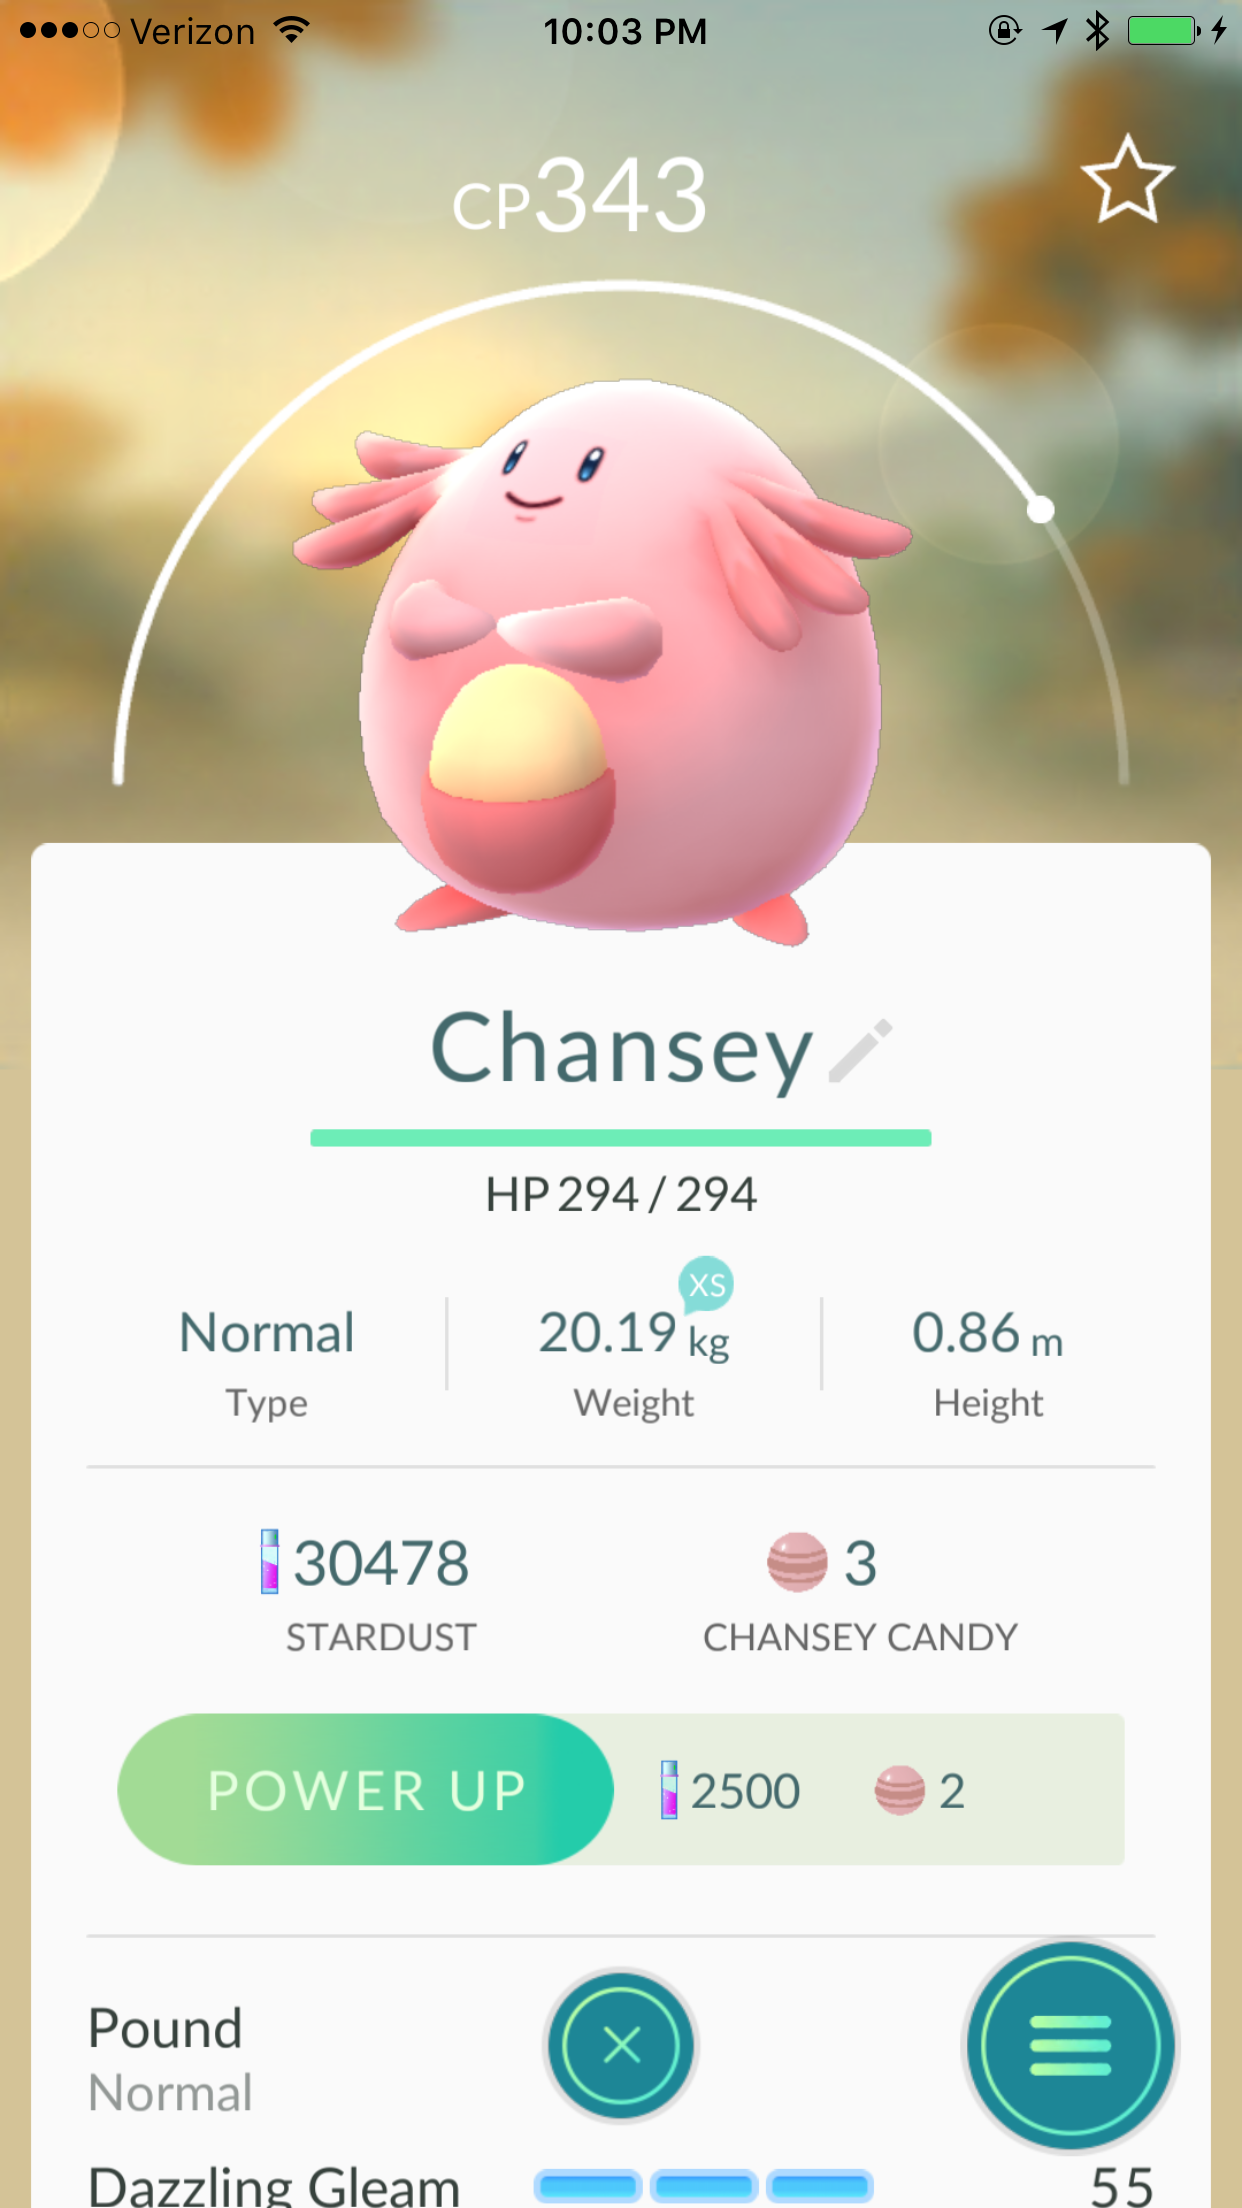 Verizon 10:03 PM
CP343
Chansey
HP 294 / 294
XS
Normal 20.19 kg 0.86 m
Type Weight Height
30478 3
STARDUST CHANSEY CANDY
POWER UP 2500 2
Pound
Normal
Dazzling Gleam 55